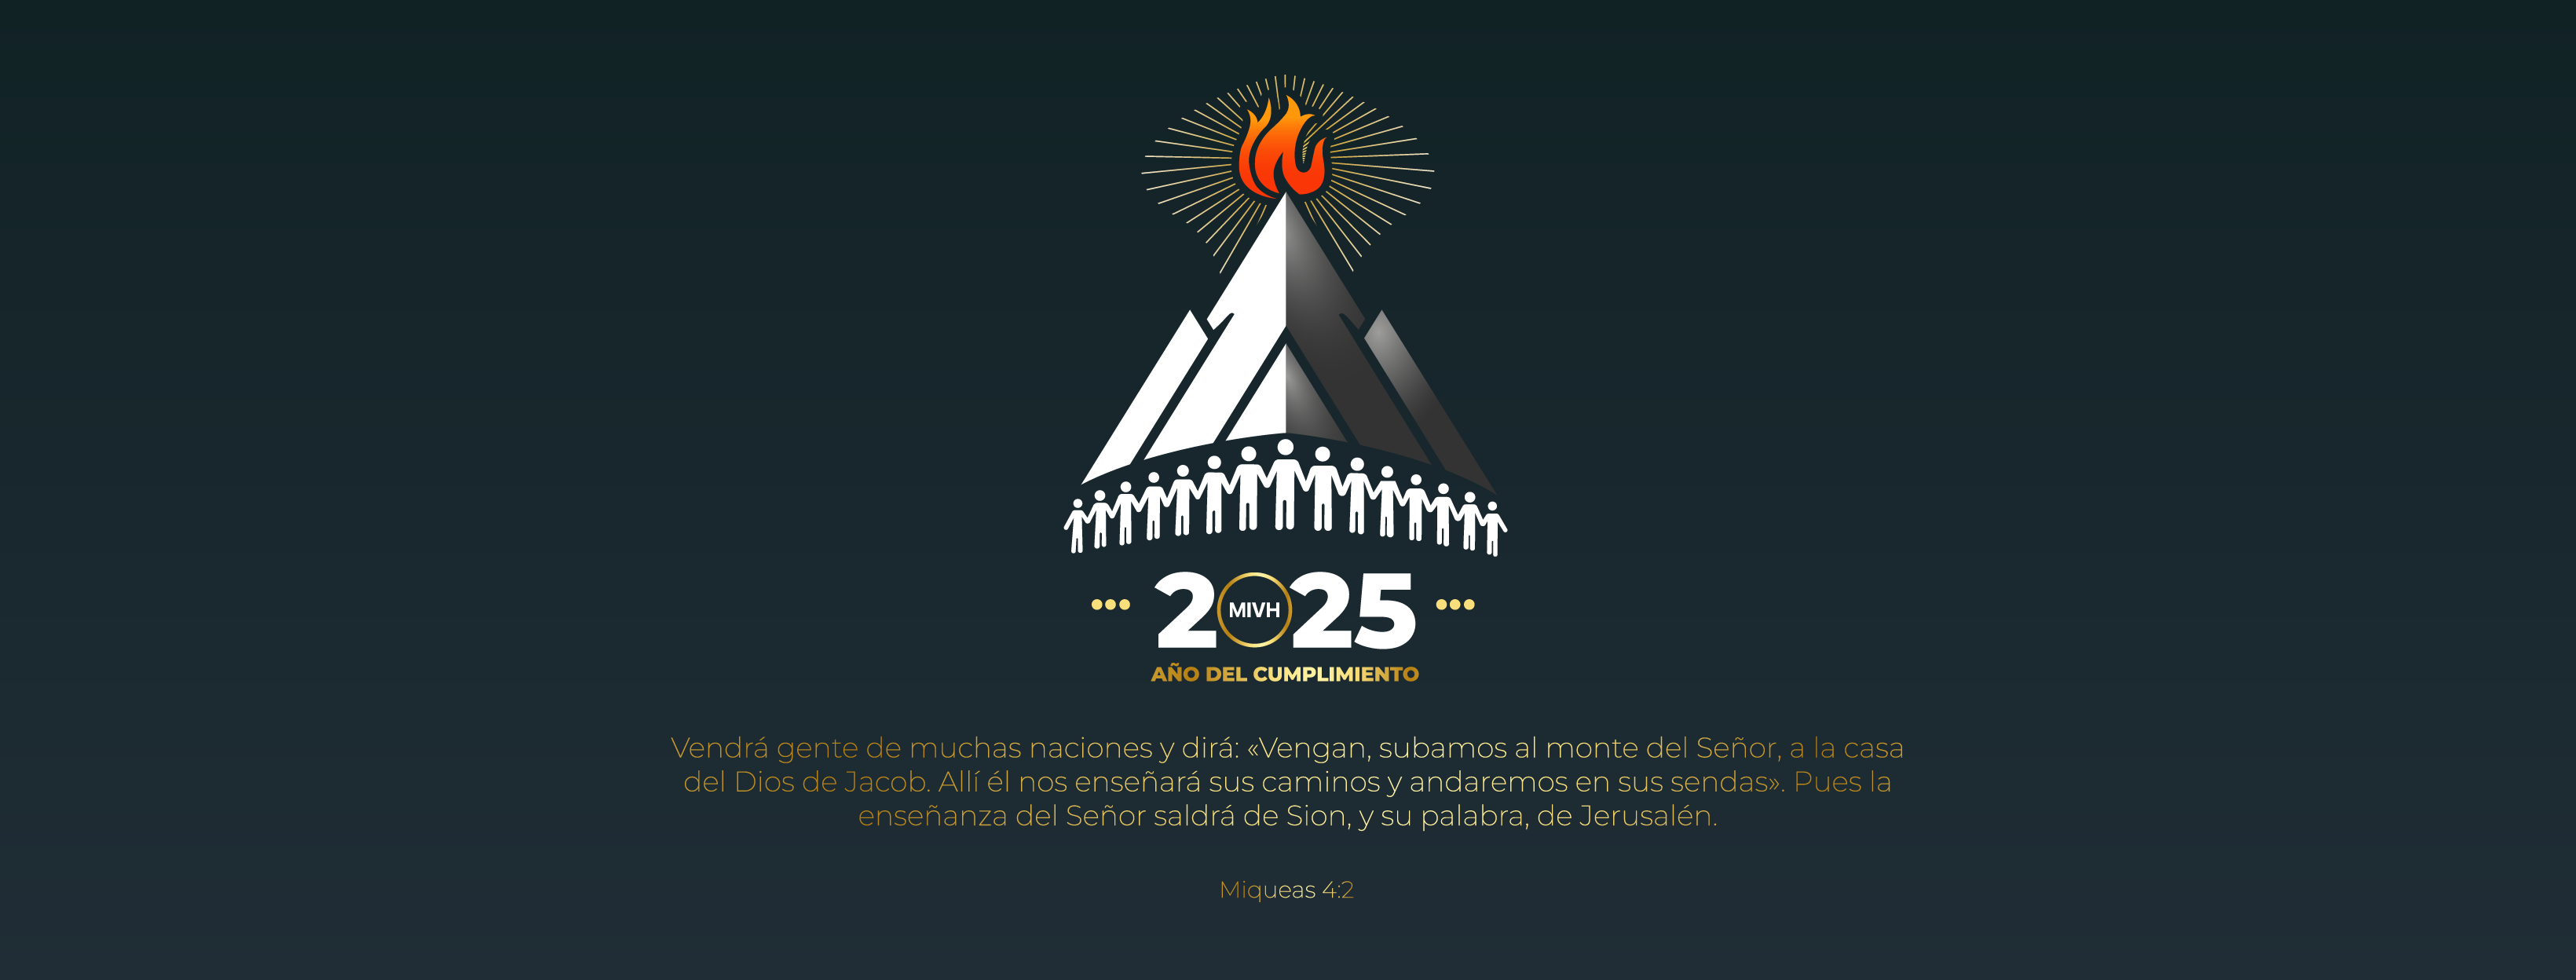 2025
MIVH
AÑO DEL CUMPLIMIENTO
Vendrá gente de muchas naciones y dirá: «Vengan, subamos al monte del Señor, a la casa
del Dios de Jacob. Allí él nos enseñará sus caminos y andaremos en sus sendas». Pues la
enseñanza del Señor saldrá de Sion, y su palabra, de Jerusalén.
Miqueas 4:2